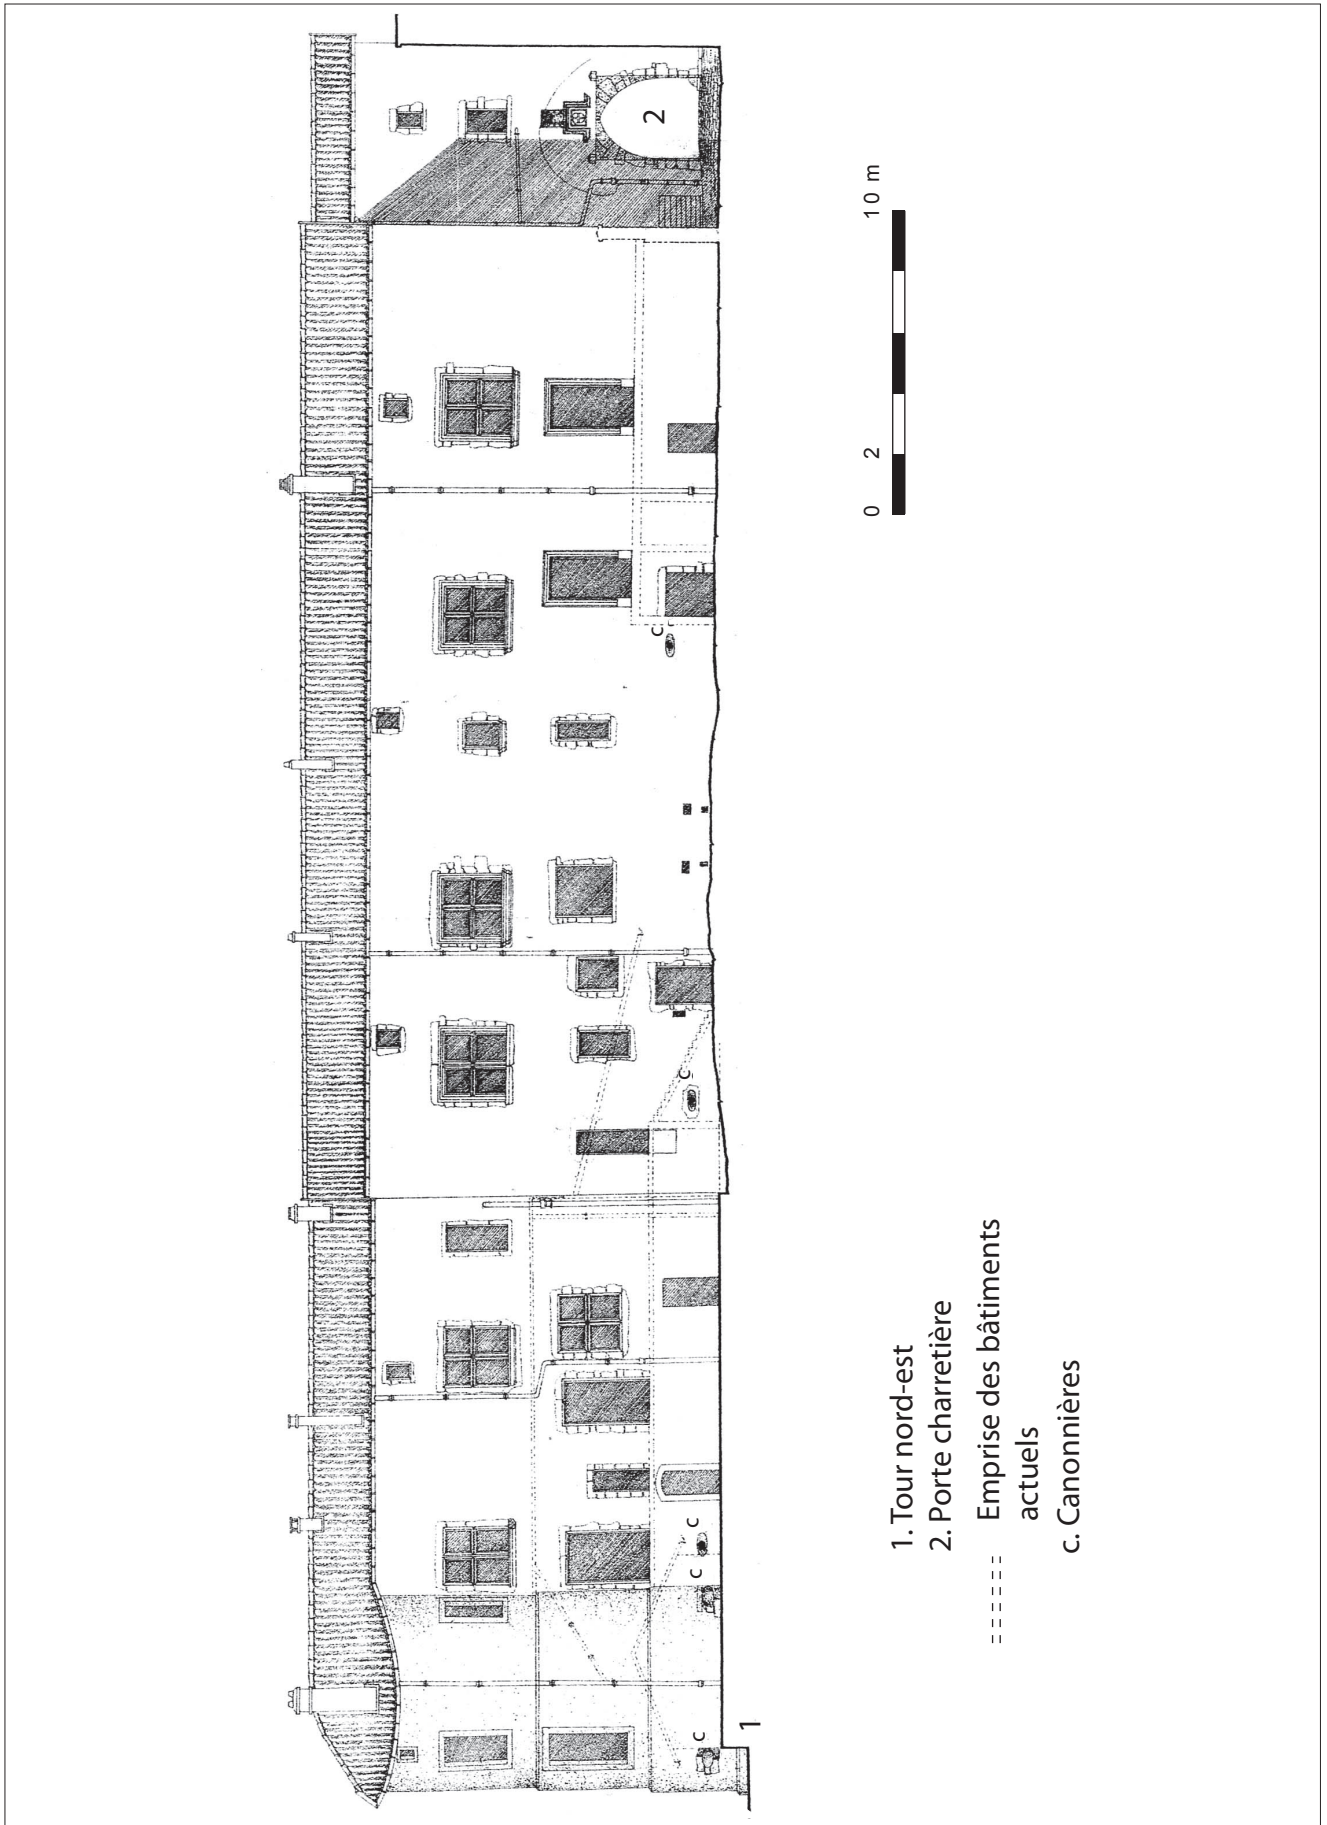 c
c
c
c
c
1
2
0 2 10 m
1. Tour nord-est
2. Porte charretière
Emprise des bâtiments
actuels
c. Canonnières